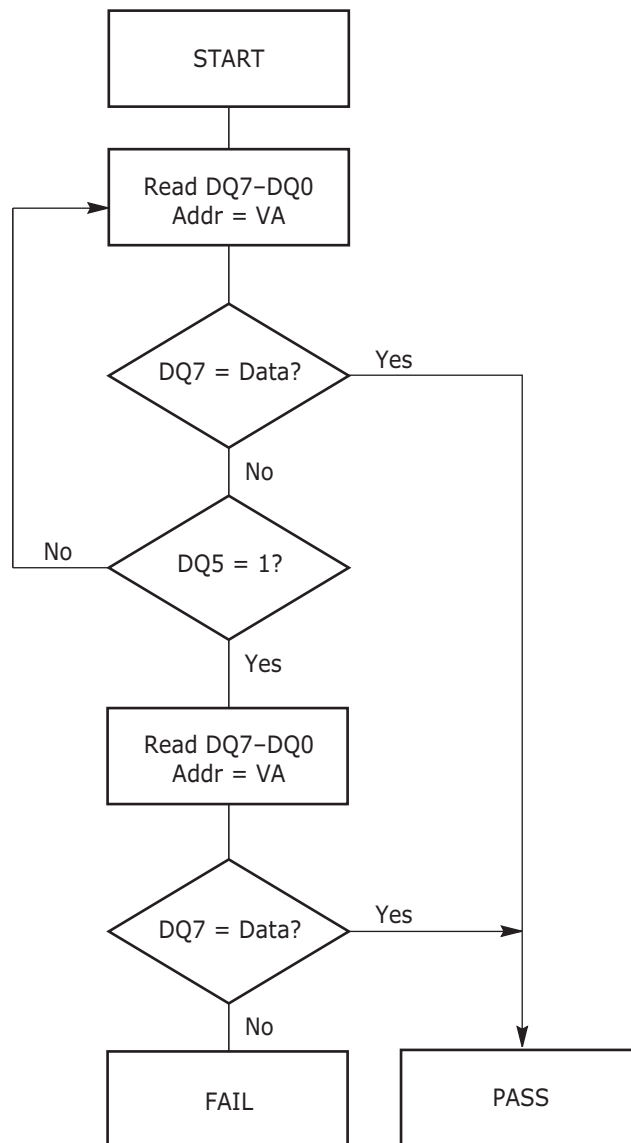 START
Read DQ7–DQ0
Addr = VA
DQ7 = Data?
Yes
No
No
DQ5 = 1?
Yes
Read DQ7–DQ0
Addr = VA
DQ7 = Data?
Yes
No
FAIL
PASS